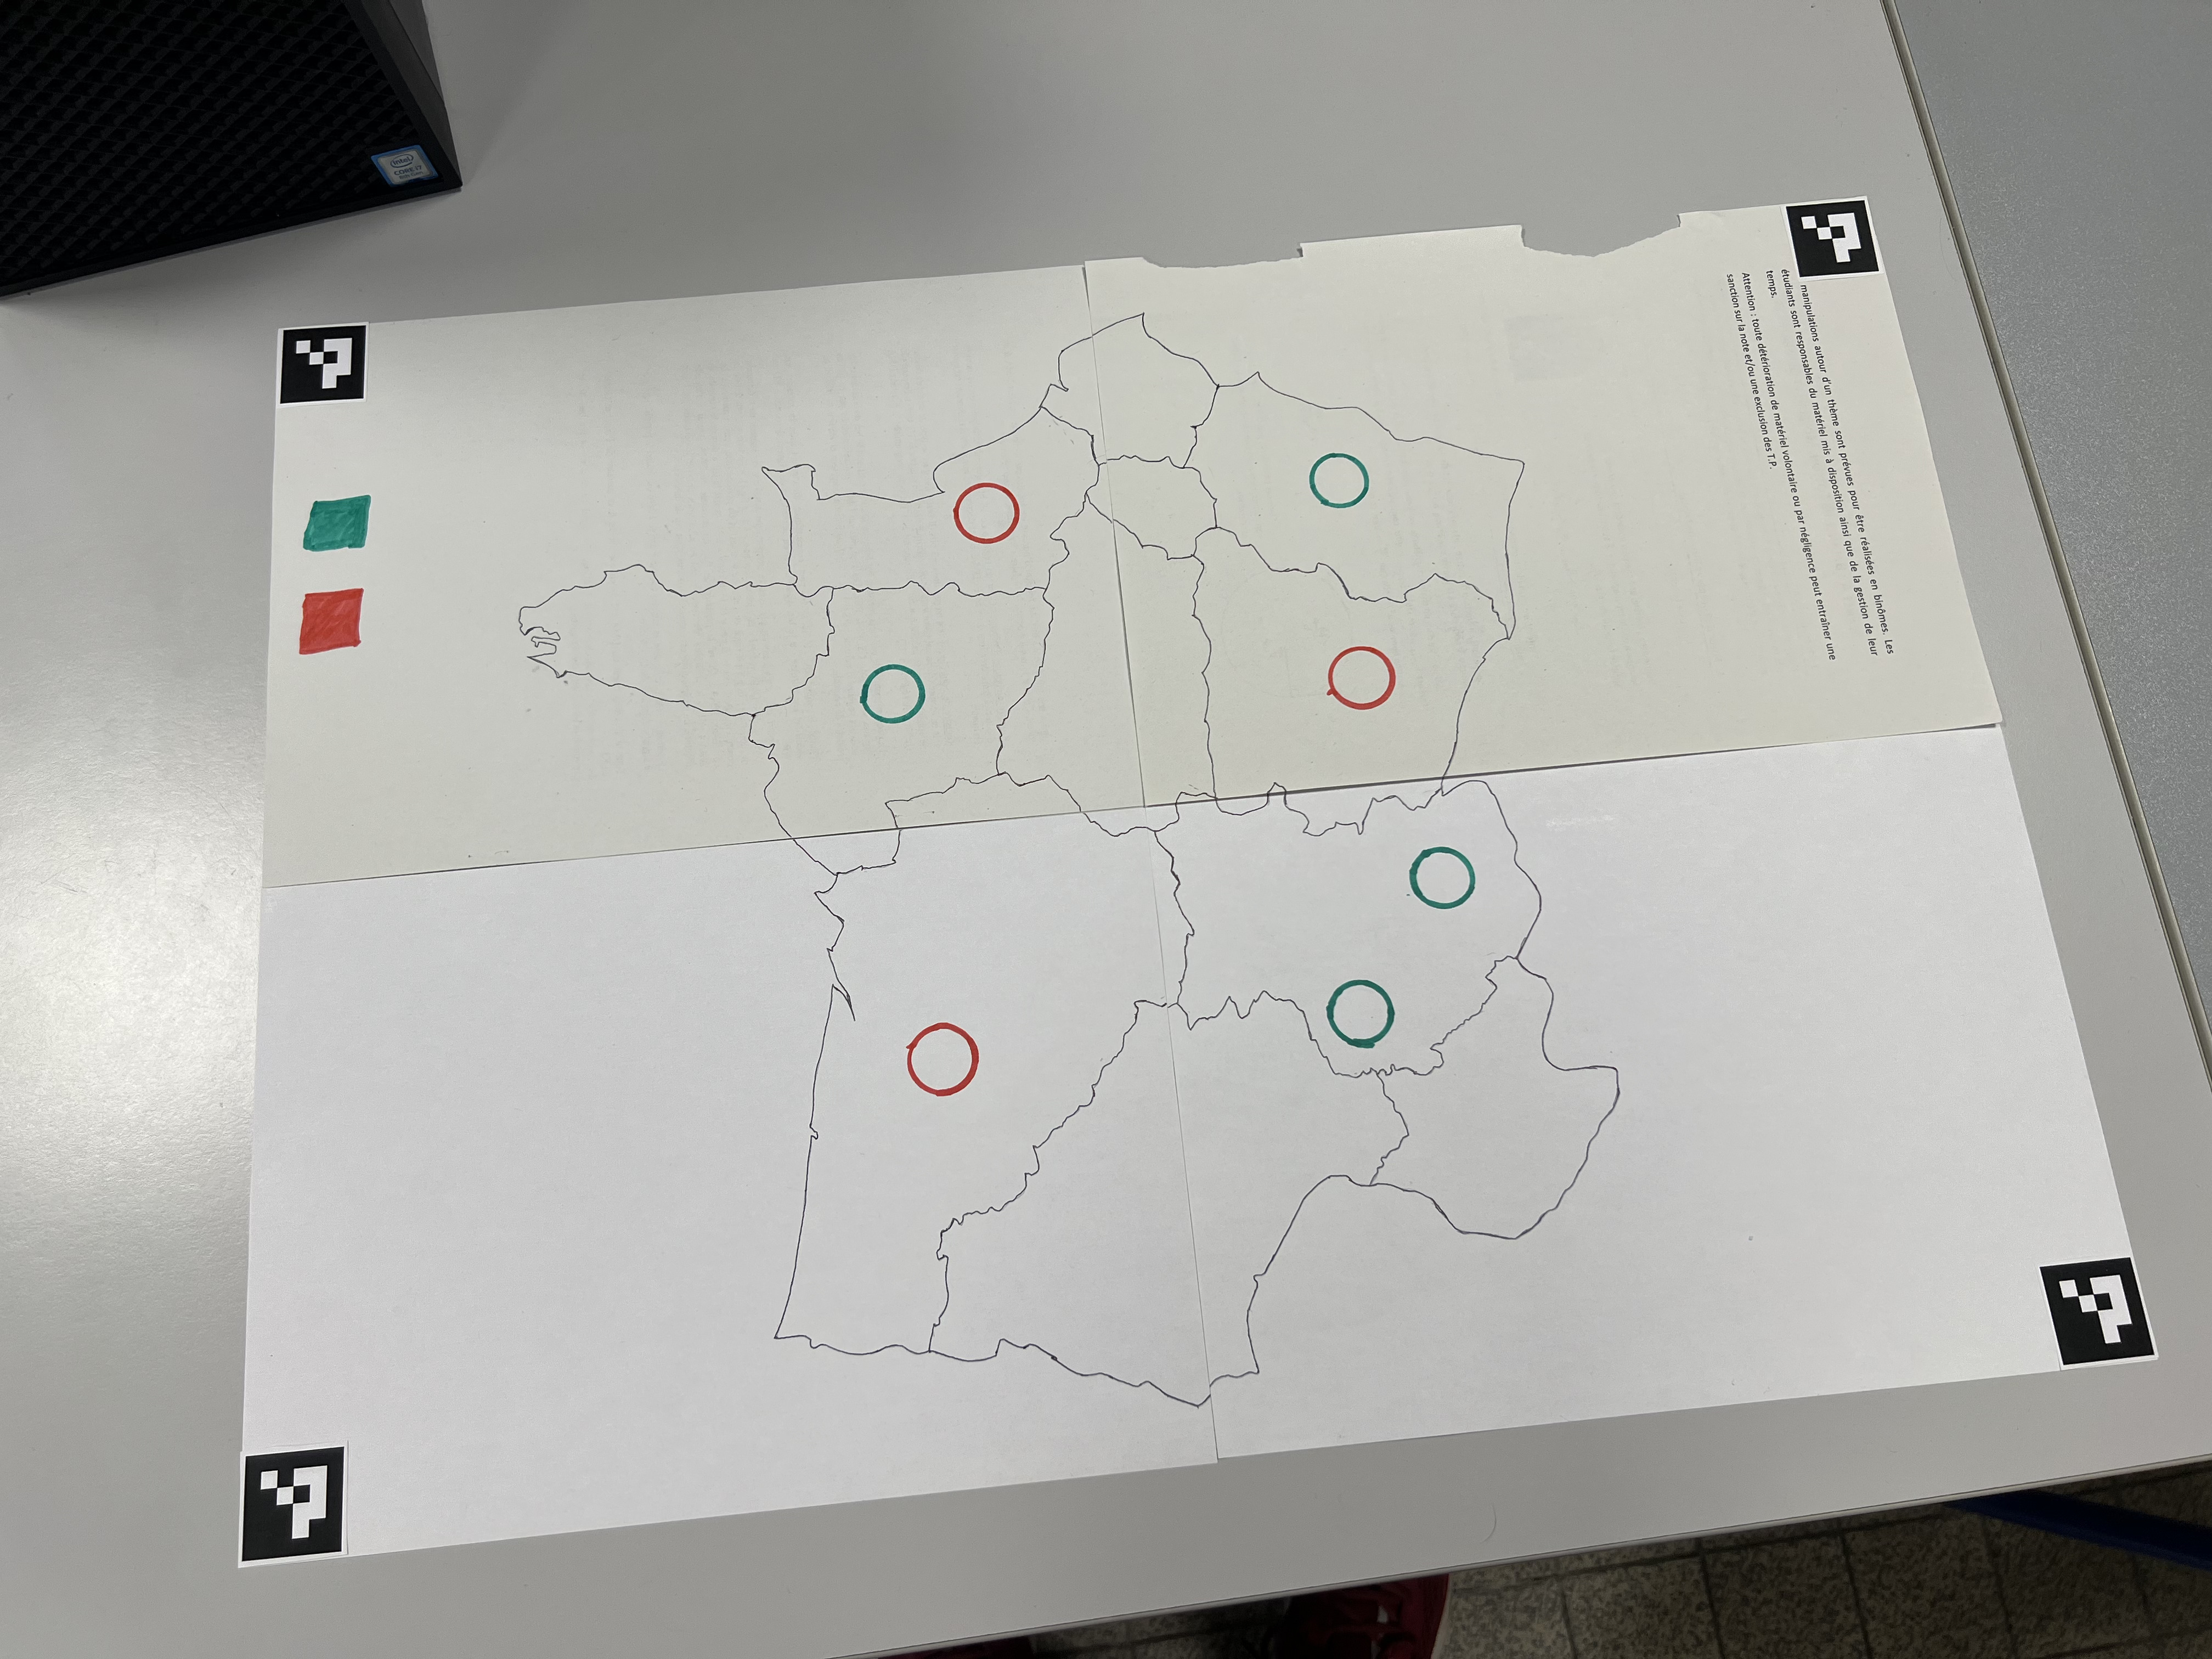 intel
CORE i7
manipulations autour d'un thème sont prévues pour être réalisées en binômes. Les
étudiants sont responsables du matériel mis à disposition ainsi que de la gestion de leur
temps.
Attention : toute détérioration de matériel volontaire ou par négligence peut entraîner une
sanction sur la note et/ou une exclusion des T.P.